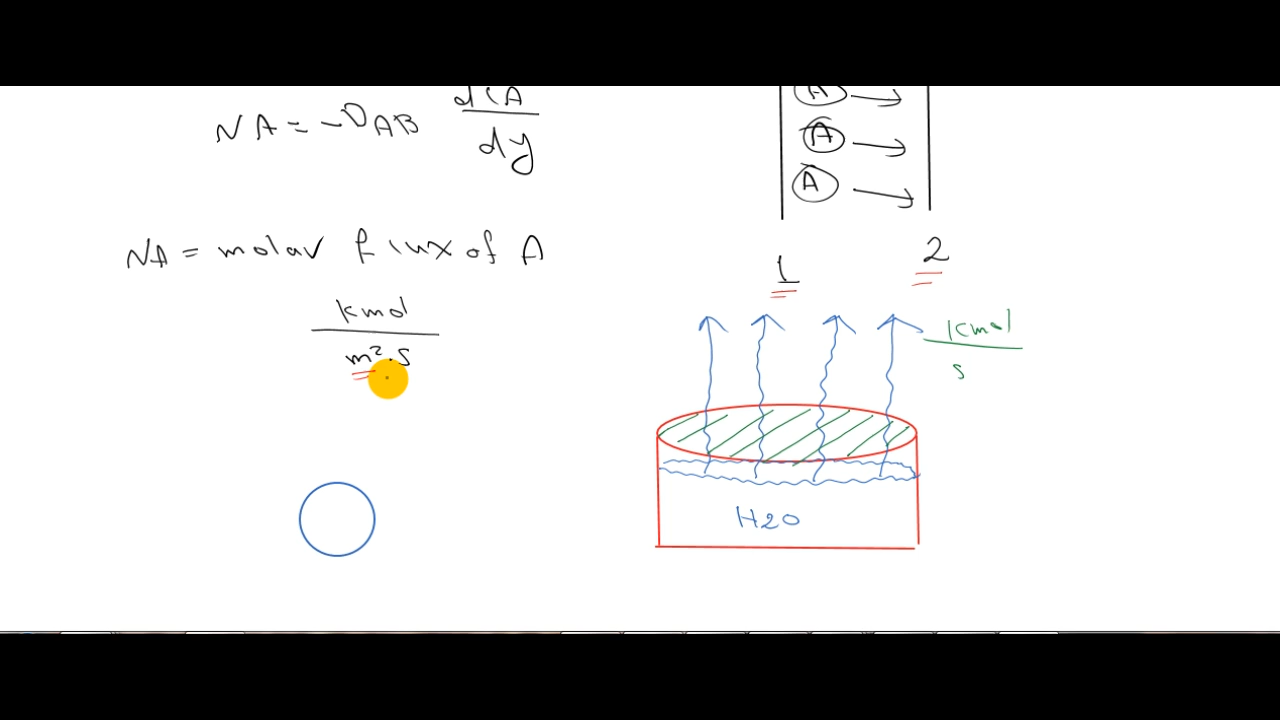 NA = -DAB dCA
dy
NA = molar flux of A
kmol
m².s
A
A
A
1
2
kmol
s
H2O